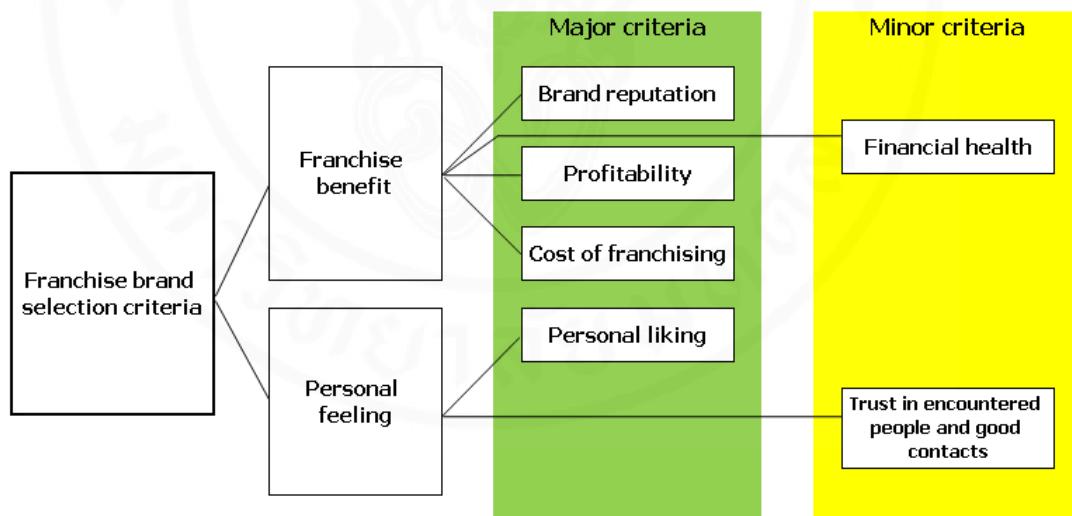 Major criteria
Minor criteria
Brand reputation
Franchise
benefit
Financial health
Profitability
Cost of franchising
Franchise brand
selection criteria
Personal liking
Personal
feeling
Trust in encountered
people and good
contacts